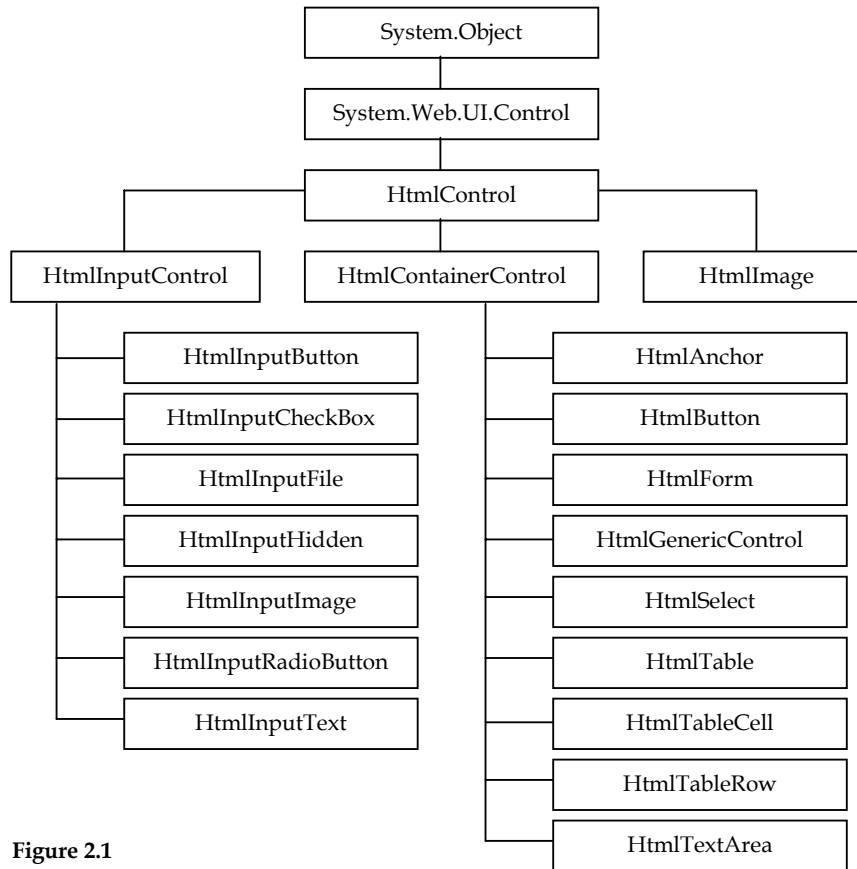 System.Object
System.Web.UI.Control
HtmlControl
HtmlInputControl
HtmlContainerControl
HtmlImage
HtmlInputButton
HtmlInputCheckBox
HtmlInputFile
HtmlInputHidden
HtmlInputImage
HtmlInputRadioButton
HtmlInputText
HtmlAnchor
HtmlButton
HtmlForm
HtmlGenericControl
HtmlSelect
HtmlTable
HtmlTableCell
HtmlTableRow
HtmlTextArea
Figure 2.1